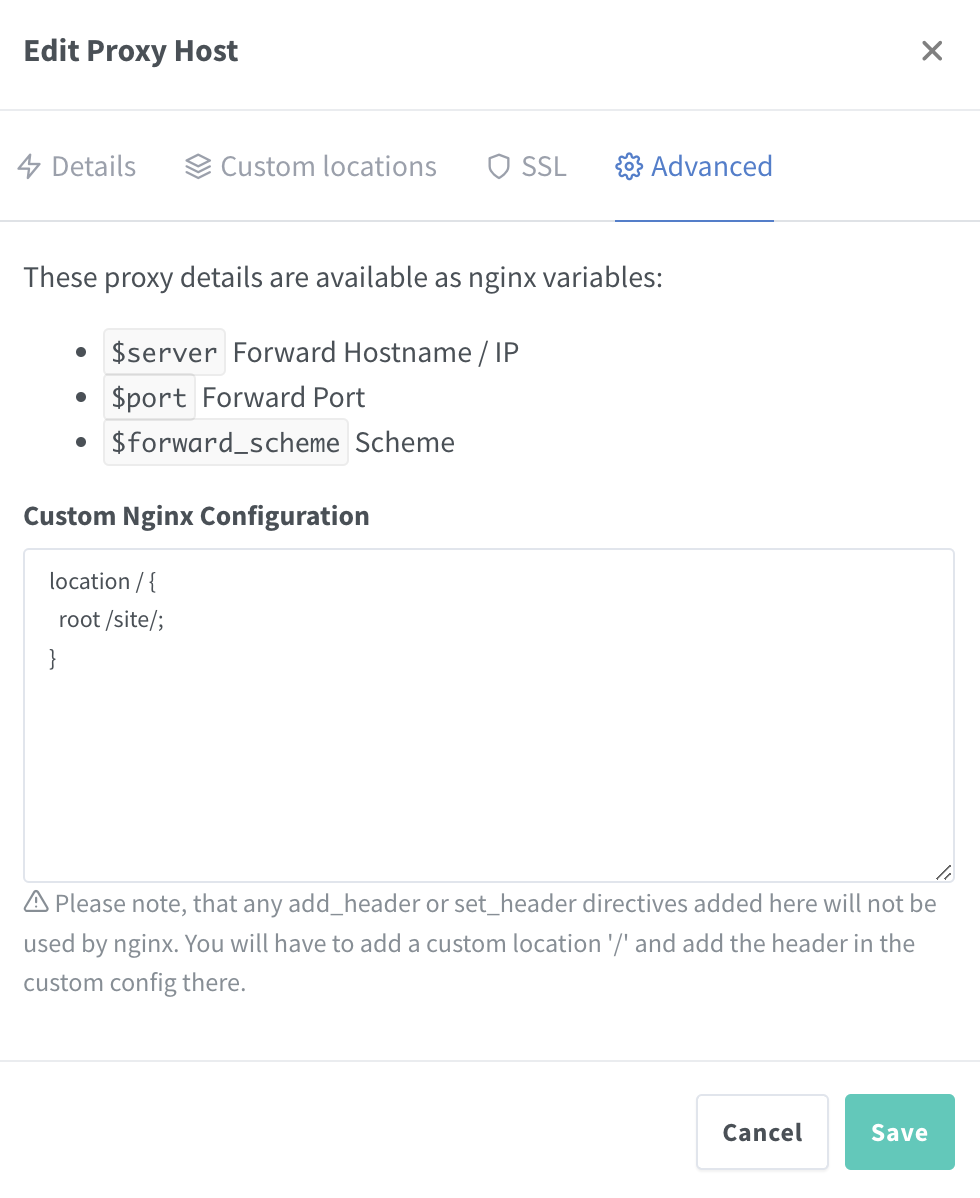 Edit Proxy Host
Details Custom locations SSL Advanced
These proxy details are available as nginx variables:
$server Forward Hostname / IP
$port Forward Port
$forward_scheme Scheme
Custom Nginx Configuration
location / {
root /site/;
}
Please note, that any add_header or set_header directives added here will not be
used by nginx. You will have to add a custom location '/' and add the header in the
custom config there.
Cancel Save